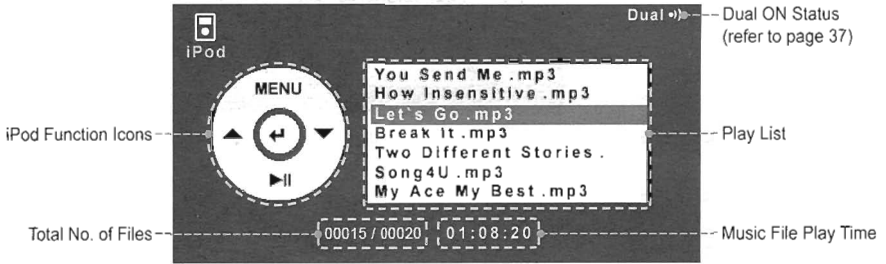 Dual
Dual ON Status
(refer to page 37)
iPod
MENU
You Send Me.mp3
How Insensitive.mp3
Let`s Go.mp3
Break It.mp3
Two Different Stories.
Song4U.mp3
My Ace My Best.mp3
iPod Function Icons
Play List
Total No. of Files
00015 / 00020
01:08:20
Music File Play Time